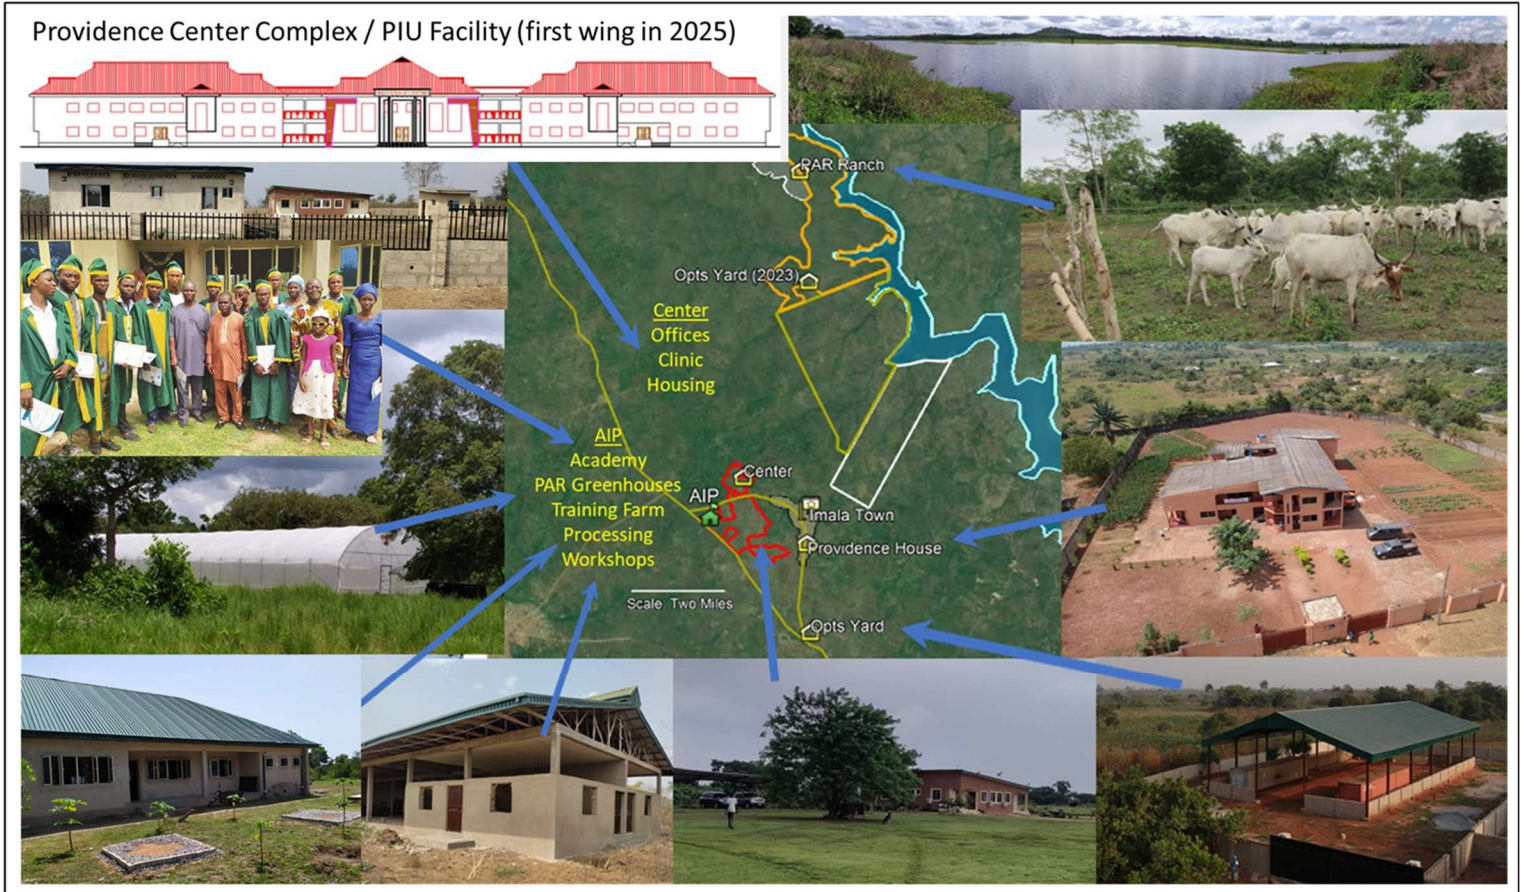 Providence Center Complex / PIU Facility (first wing in 2025)
PAR Ranch
Opts Yard (2023)
Center
Offices
Clinic
Housing
AIP
Academy
PAR Greenhouses
Training Farm
Processing
Workshops
Center
AIP
Imala Town
Providence House
Scale Two Miles
Opts Yard